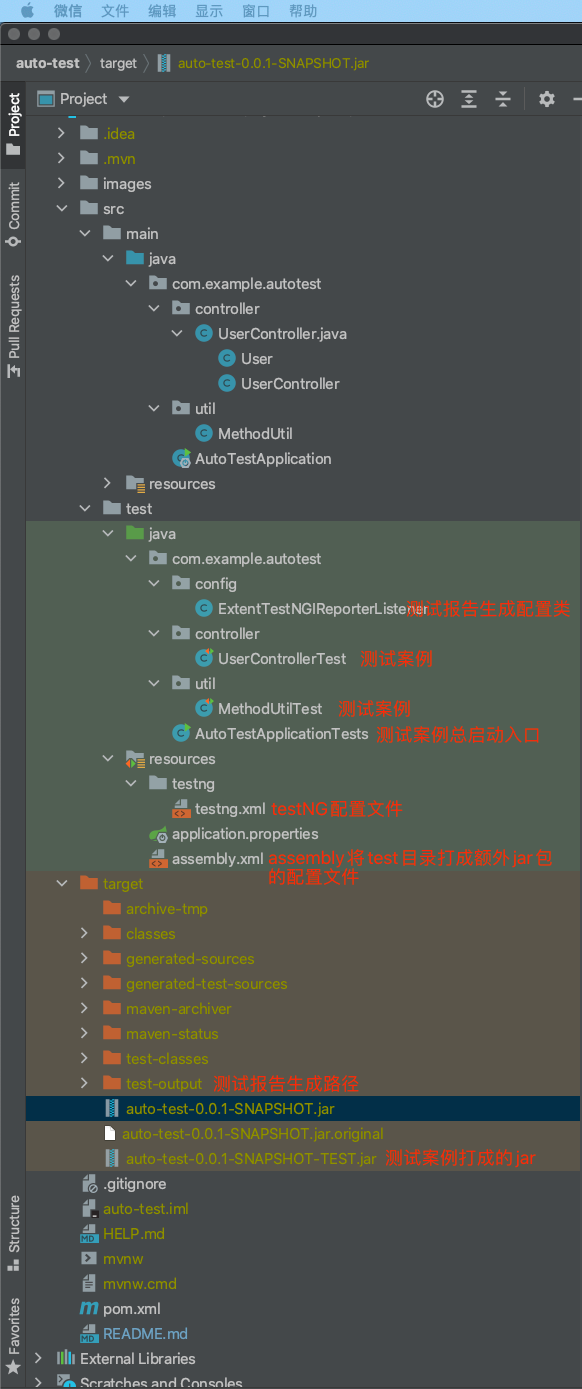 微信 文件 编辑 显示 窗口 帮助
auto-test target auto-test-0.0.1-SNAPSHOT.jar
Project
Project
Commit
Pull Requests
.idea
.mvn
images
src
main
java
com.example.autotest
controller
UserController.java
User
UserController
util
MethodUtil
AutoTestApplication
resources
test
java
com.example.autotest
config
ExtentTestNGIReporterListener 测试报告生成配置类
controller
UserControllerTest 测试案例
util
MethodUtilTest 测试案例
AutoTestApplicationTests 测试案例总启动入口
resources
testng
testng.xml testNG配置文件
application.properties
assembly.xml assembly将test目录打成额外jar包
的配置文件
target
archive-tmp
classes
generated-sources
generated-test-sources
maven-archiver
maven-status
test-classes
test-output 测试报告生成路径
auto-test-0.0.1-SNAPSHOT.jar
auto-test-0.0.1-SNAPSHOT.jar.original
auto-test-0.0.1-SNAPSHOT-TEST.jar 测试案例打成的jar
.gitignore
auto-test.iml
HELP.md
mvnw
mvnw.cmd
pom.xml
README.md
External Libraries
Scratches and Consoles
Structure
Favorites